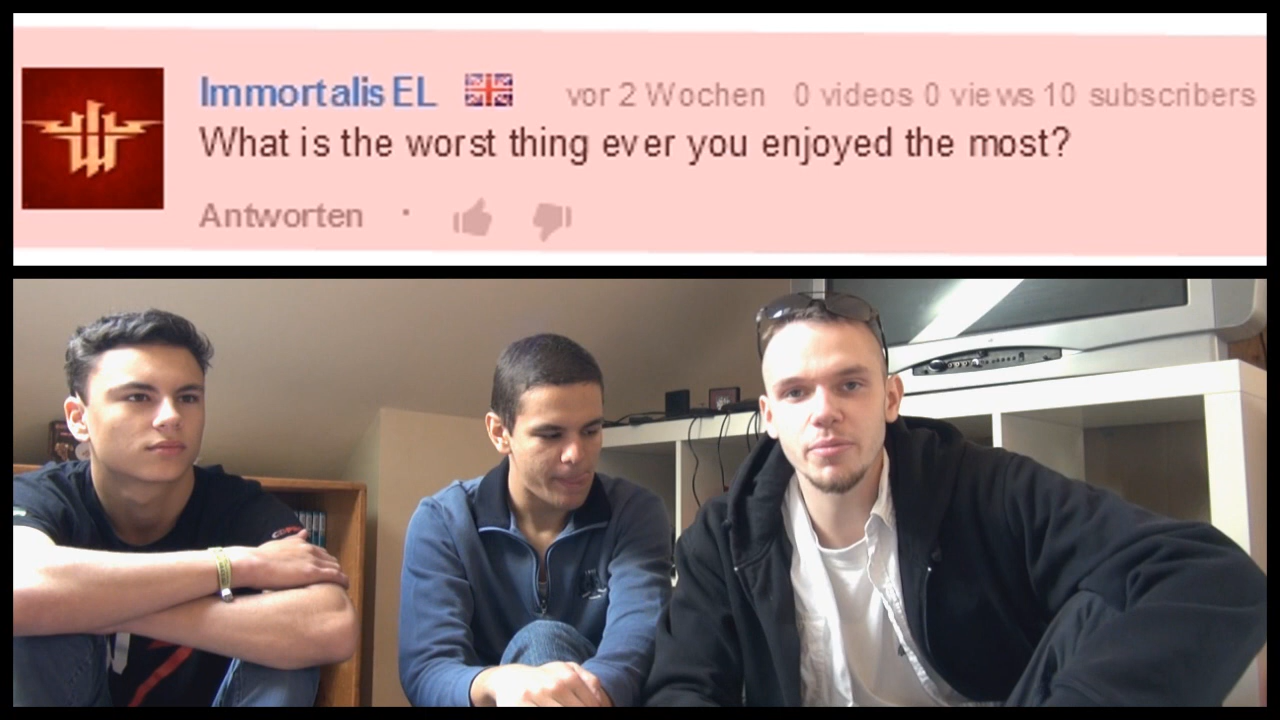 Immortalis EL vor 2 Wochen 0 videos 0 views 10 subscribers
What is the worst thing ever you enjoyed the most?
Antworten ·